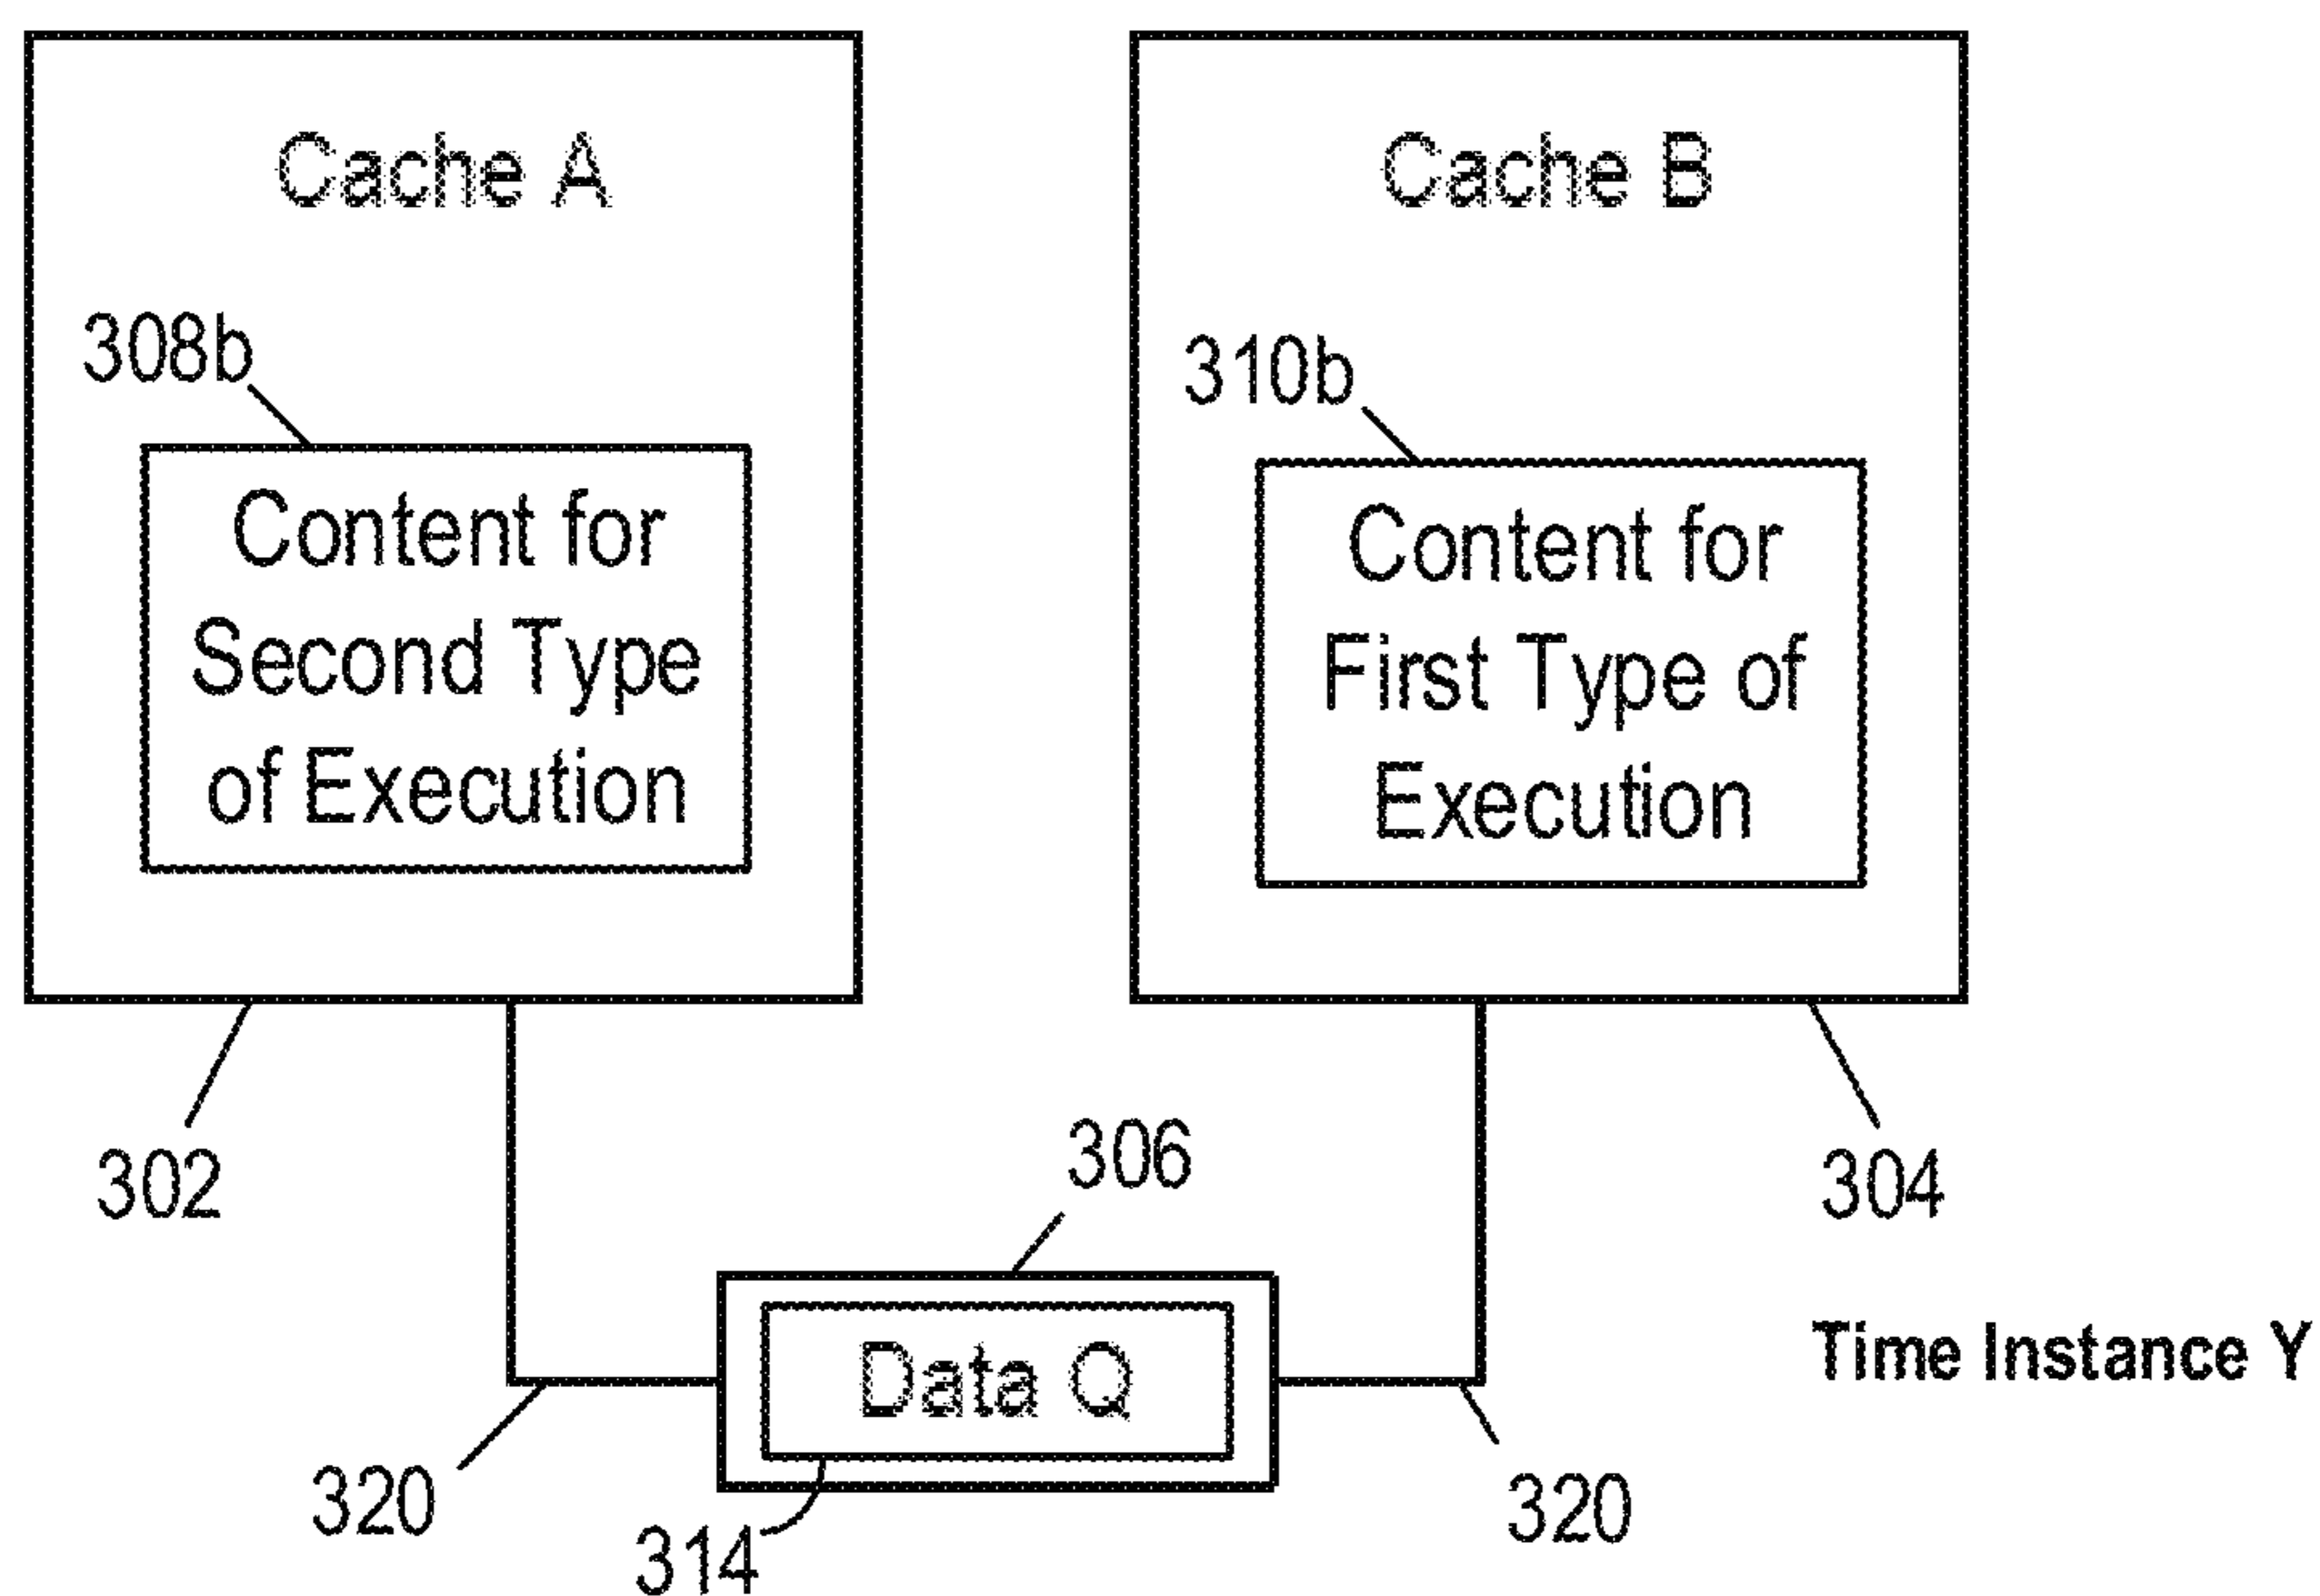 Cache A
Cache B
308b
310b
Content for
Second Type
of Execution
Content for
First Type of
Execution
302
306
304
Data Q
Time Instance Y
320
314
320